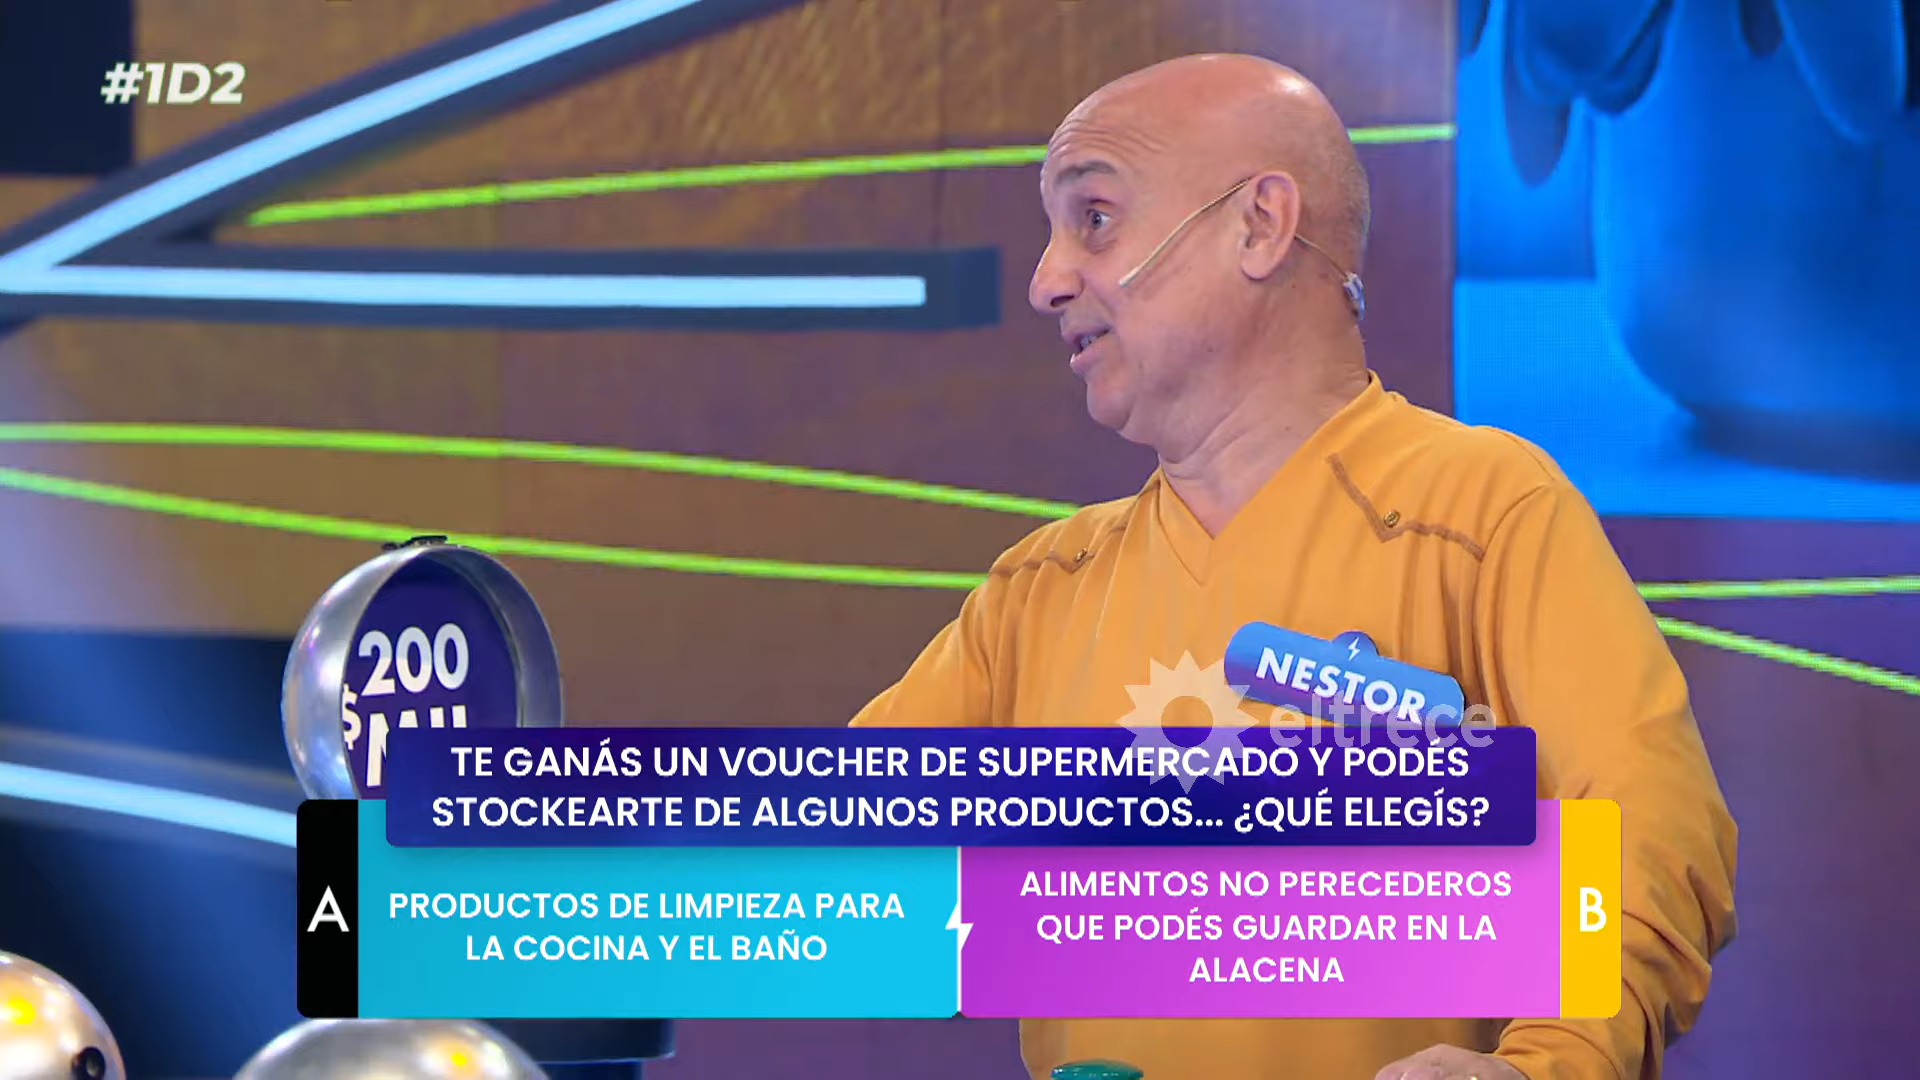 #1D2
200
$
NESTOR
eltrece
TE GANÁS UN VOUCHER DE SUPERMERCADO Y PODÉS
STOCKEARTE DE ALGUNOS PRODUCTOS... ¿QUÉ ELEGÍS?
A
PRODUCTOS DE LIMPIEZA PARA
LA COCINA Y EL BAÑO
ALIMENTOS NO PERECEDEROS
QUE PODÉS GUARDAR EN LA
ALACENA
B